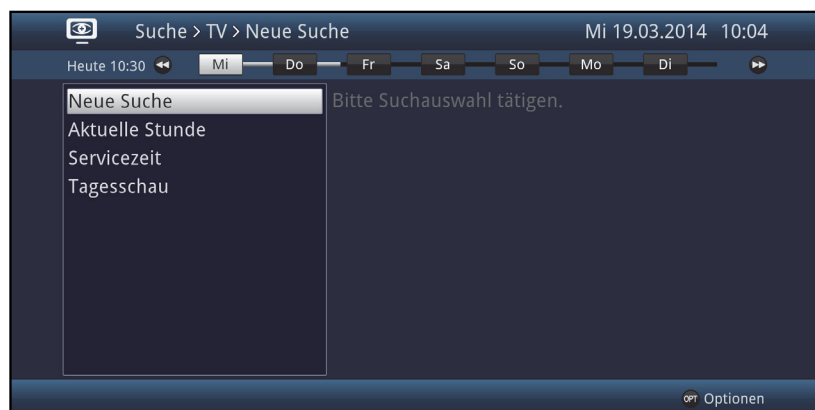 Suche > TV > Neue Suche Mi 19.03.2014 10:04
Heute 10:30 Mi Do Fr Sa So Mo Di
Neue Suche Bitte Suchauswahl tätigen.
Aktuelle Stunde
Servicezeit
Tagesschau
OPT Optionen